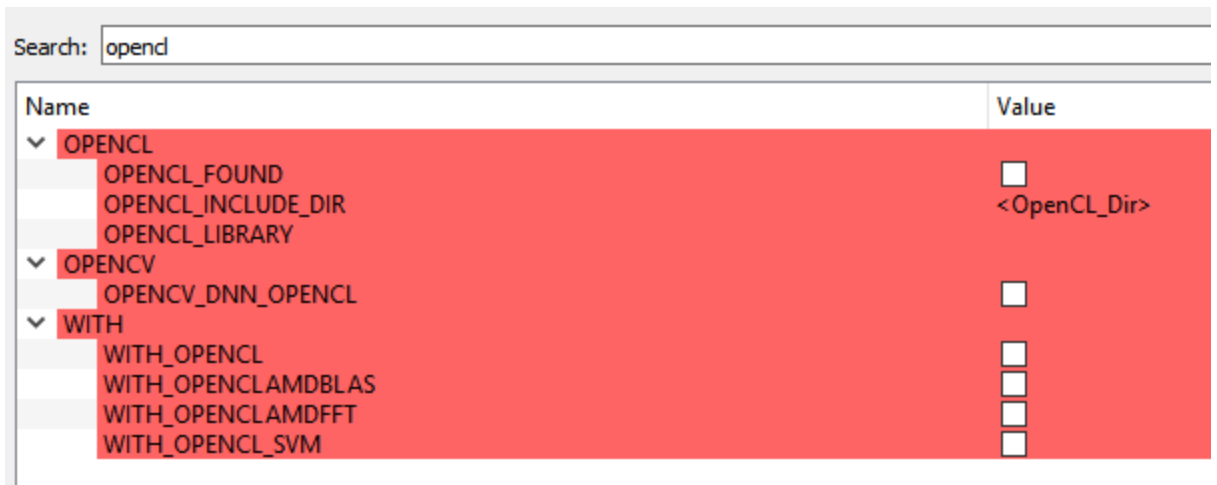 Search: opencl
Name Value
OPENCL
OPENCL_FOUND
OPENCL_INCLUDE_DIR <OpenCL_Dir>
OPENCL_LIBRARY
OPENCV
OPENCV_DNN_OPENCL
WITH
WITH_OPENCL
WITH_OPENCLAMDBLAS
WITH_OPENCLAMDFFT
WITH_OPENCL_SVM